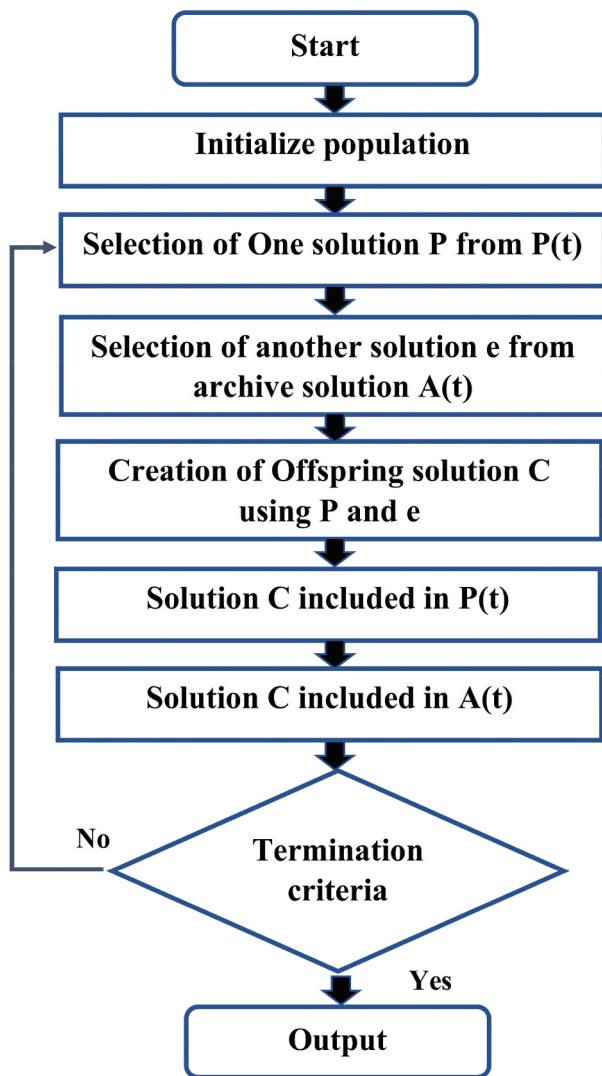 Start
Initialize population
Selection of One solution P from P(t)
Selection of another solution e from
archive solution A(t)
Creation of Offspring solution C
using P and e
Solution C included in P(t)
Solution C included in A(t)
No
Termination
criteria
Yes
Output